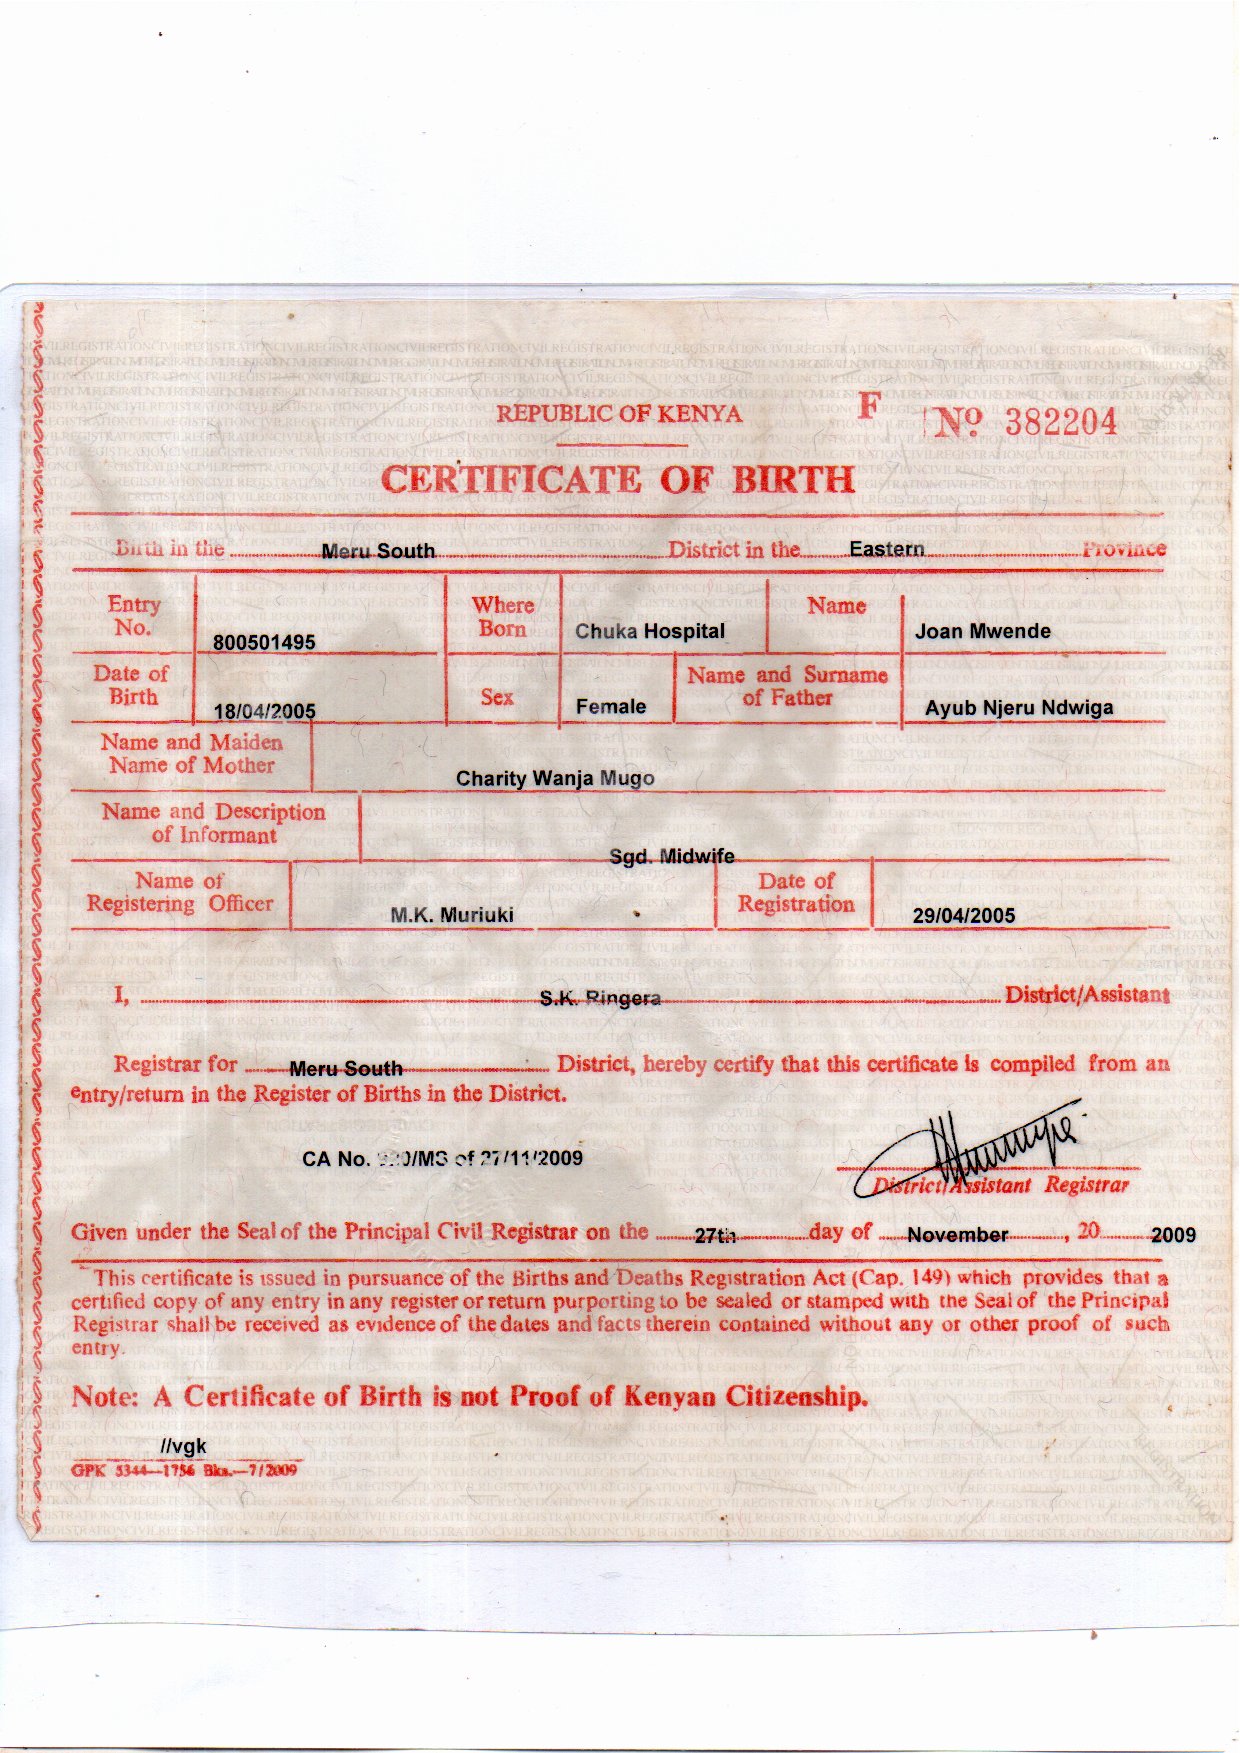 REPUBLIC OF KENYA
F Nº 382204
CERTIFICATE OF BIRTH
Birth in the Meru South District in the Eastern Province
Entry No. 800501495 Where Born Chuka Hospital Name Joan Mwende
Date of Birth 18/04/2005 Sex Female Name and Surname of Father Ayub Njeru Ndwiga
Name and Maiden Name of Mother Charity Wanja Mugo
Name and Description of Informant Sgd. Midwife
Name of Registering Officer M.K. Muriuki Date of Registration 29/04/2005
I, S.K. Ringera District/Assistant
Registrar for Meru South District, hereby certify that this certificate is compiled from an
entry/return in the Register of Births in the District.
CA No. of 27/11/2009
District/Assistant Registrar
Given under the Seal of the Principal Civil Registrar on the 27th day of November, 20 2009
This certificate is issued in pursuance of the Births and Deaths Registration Act (Cap. 149) which provides that a
certified copy of any entry in any register or return purporting to be sealed or stamped with the Seal of the Principal
Registrar shall be received as evidence of the dates and facts therein contained without any or other proof of such
entry.
Note: A Certificate of Birth is not Proof of Kenyan Citizenship.
//vgk
GPK 5344—1756 Bks.—7/2009